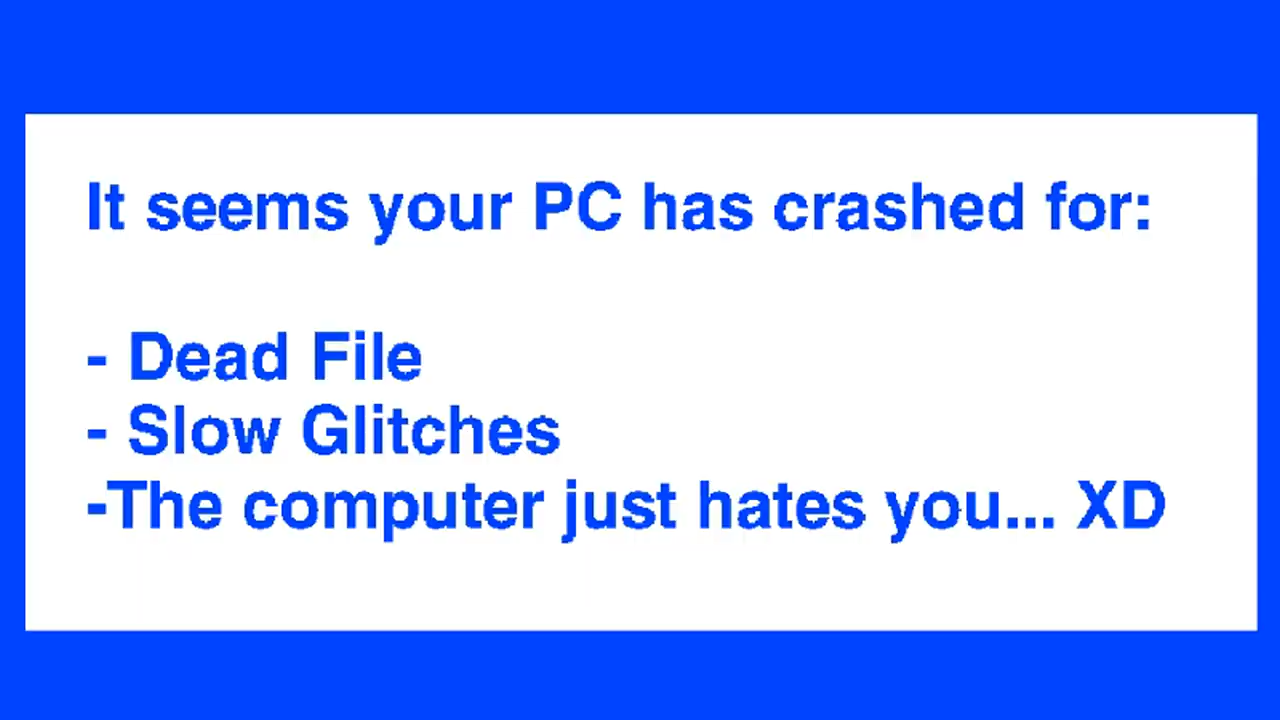 It seems your PC has crashed for:
- Dead File
- Slow Glitches
-The computer just hates you... XD